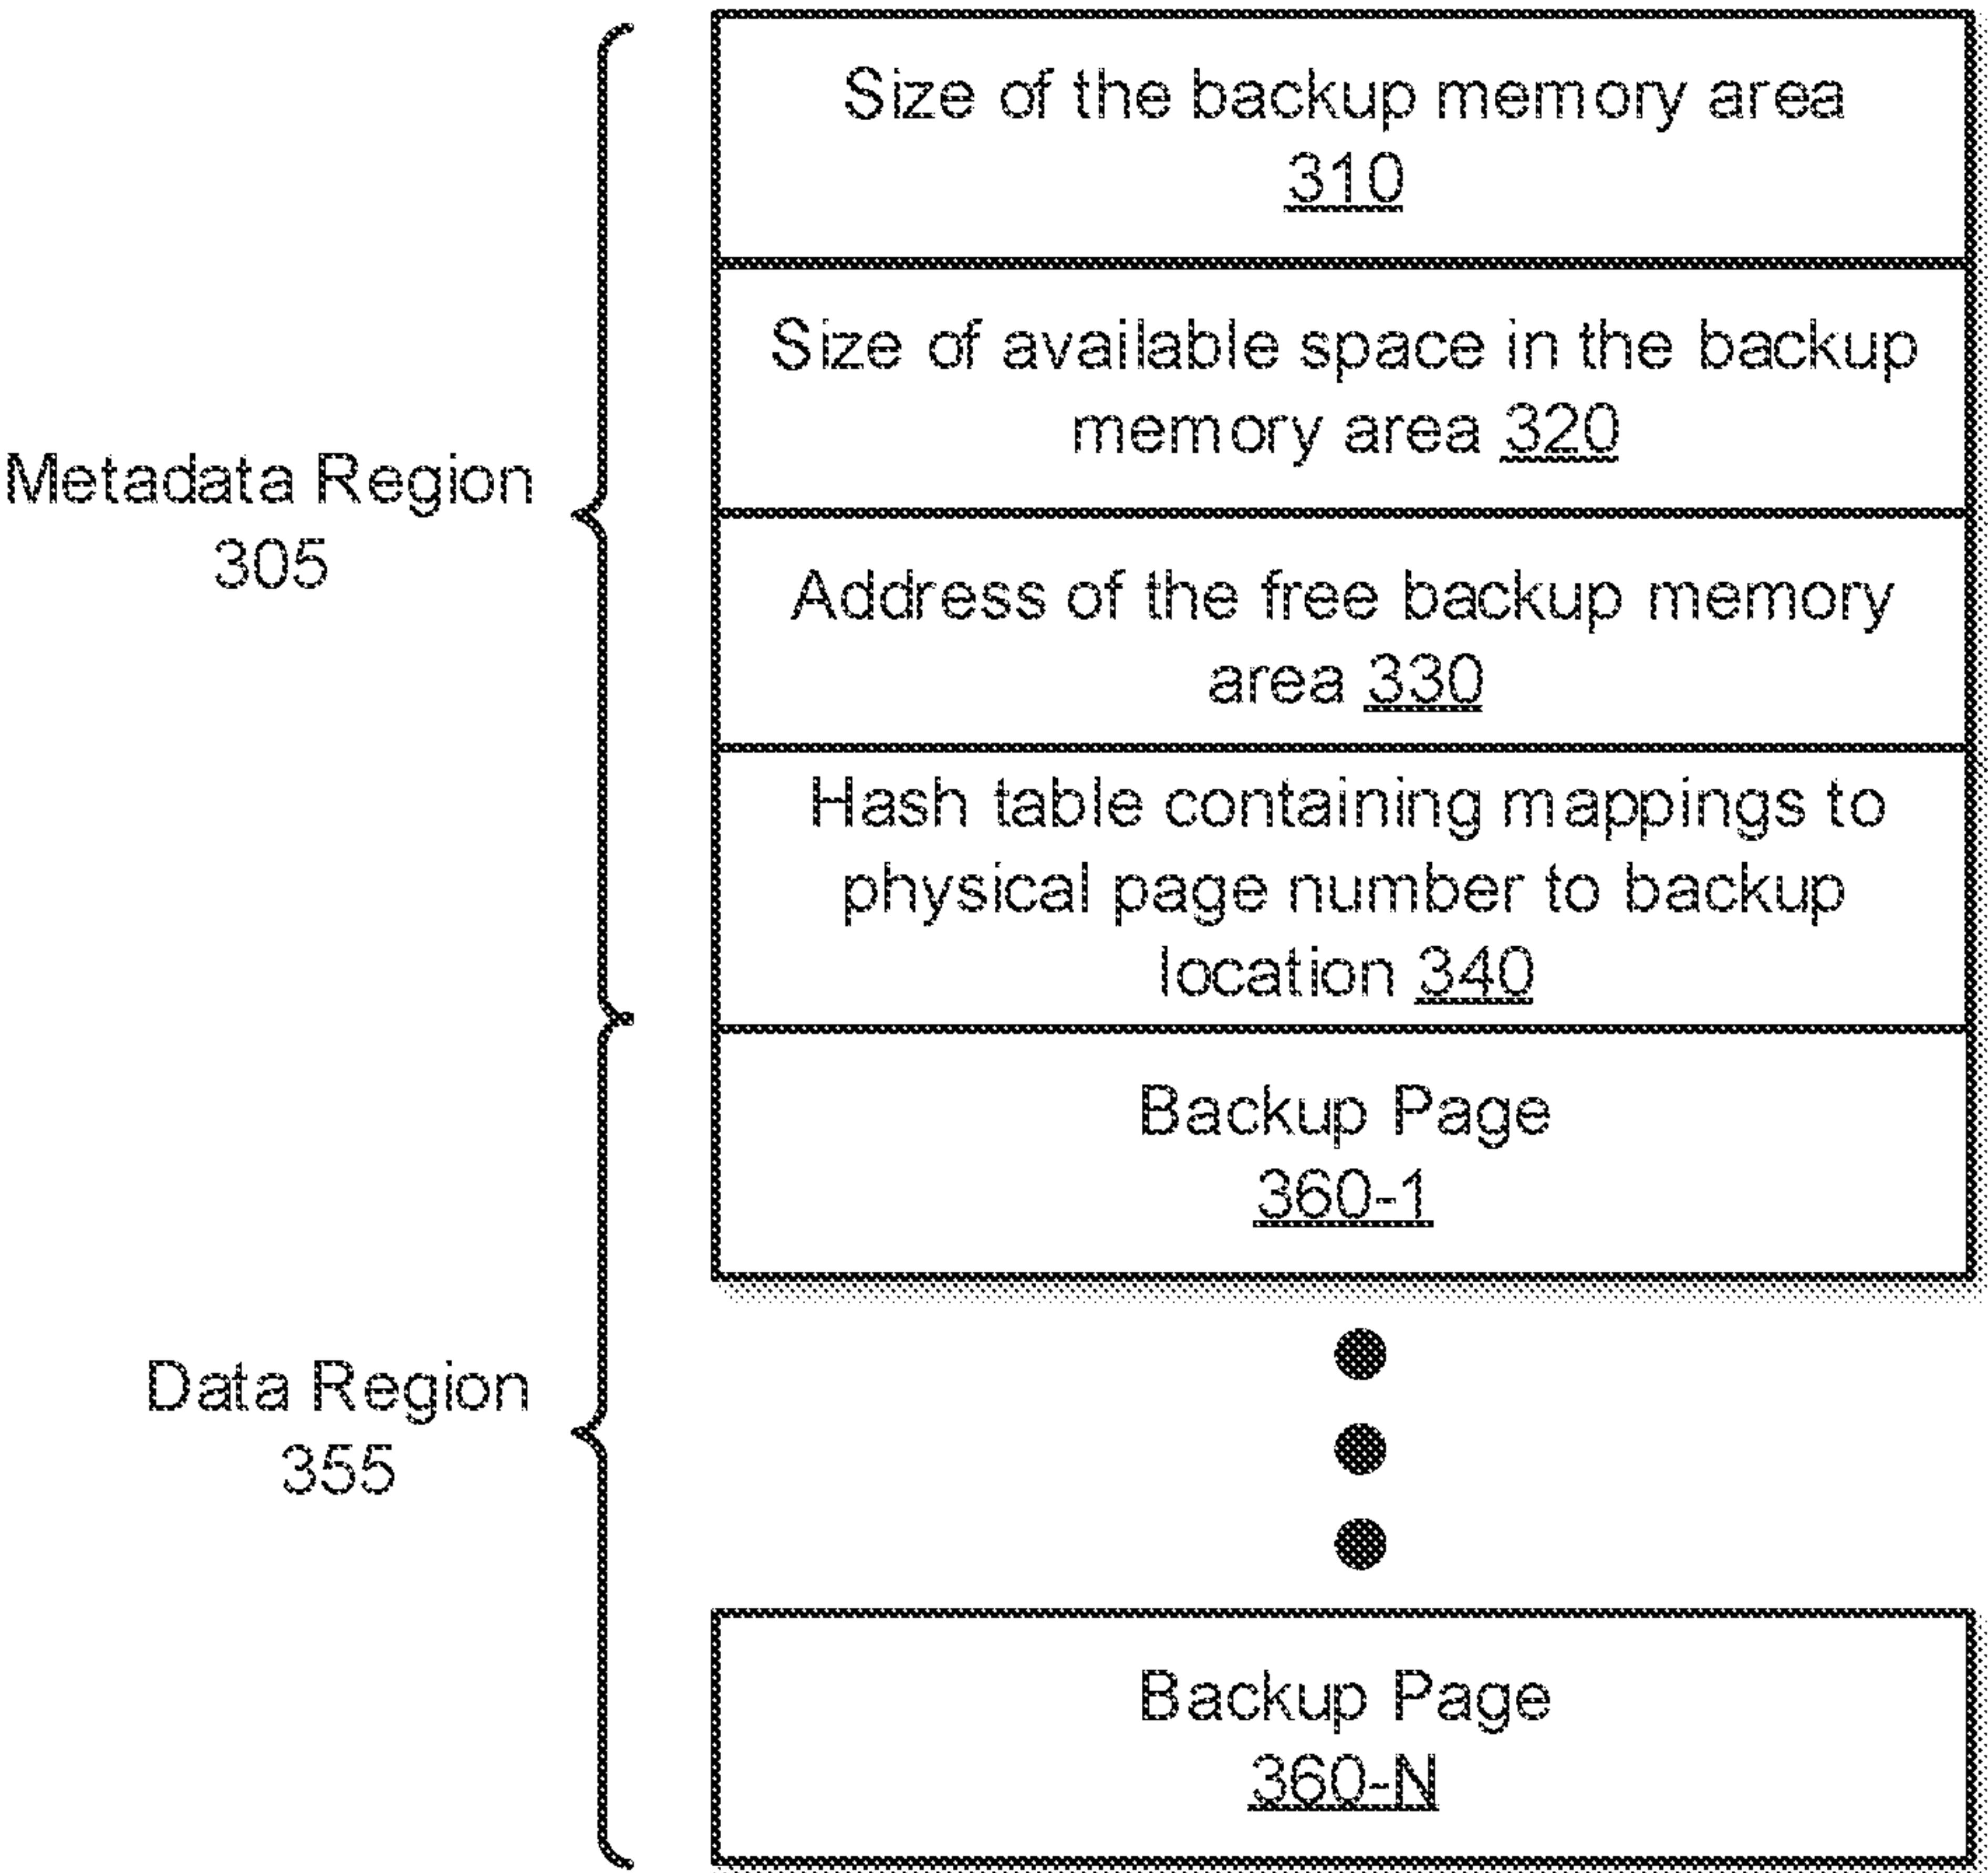 Size of the backup memory area
310
Size of available space in the backup
memory area 320
Metadata Region
305
Address of the free backup memory
area 330
Hash table containing mappings to
physical page number to backup
location 340
Backup Page
360-1
Data Region
355
Backup Page
360-N